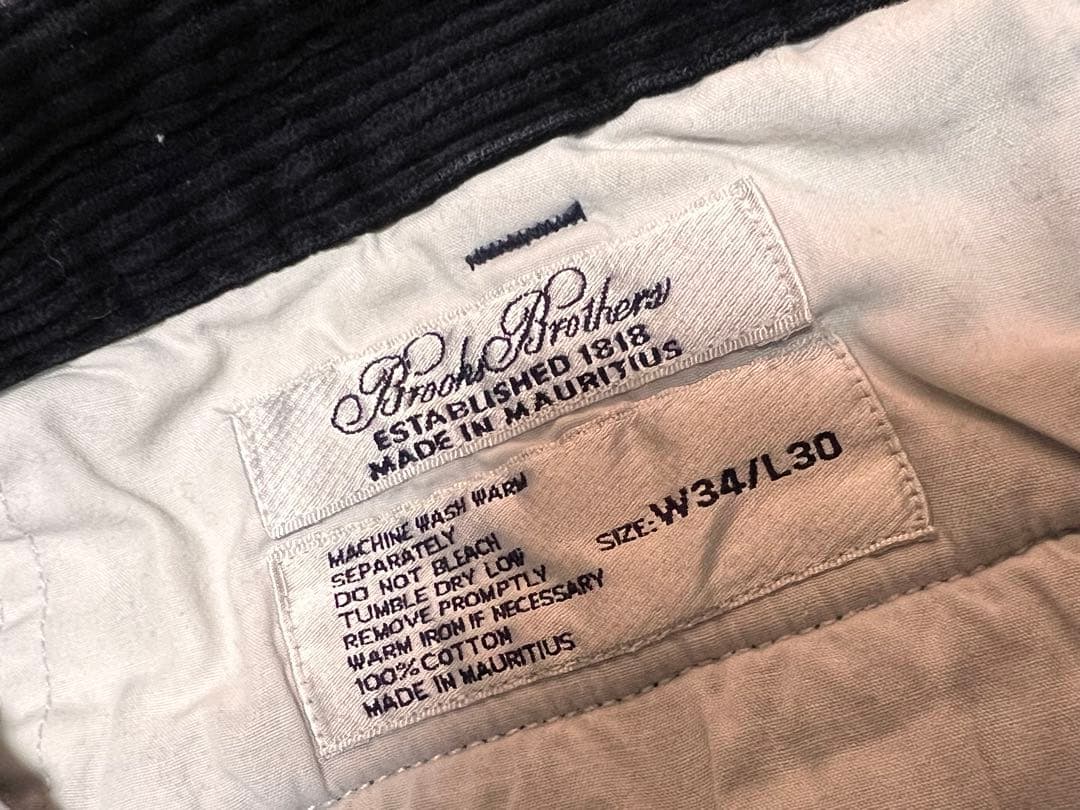 Brooks Brothers
ESTABLISHED 1818
MADE IN MAURITIUS
MACHINE WASH WARM
SEPARATELY
DO NOT BLEACH
TUMBLE DRY LOW
REMOVE PROMPTLY
WARM IRON IF NECESSARY
100% COTTON
MADE IN MAURITIUS
SIZE: W34/L30